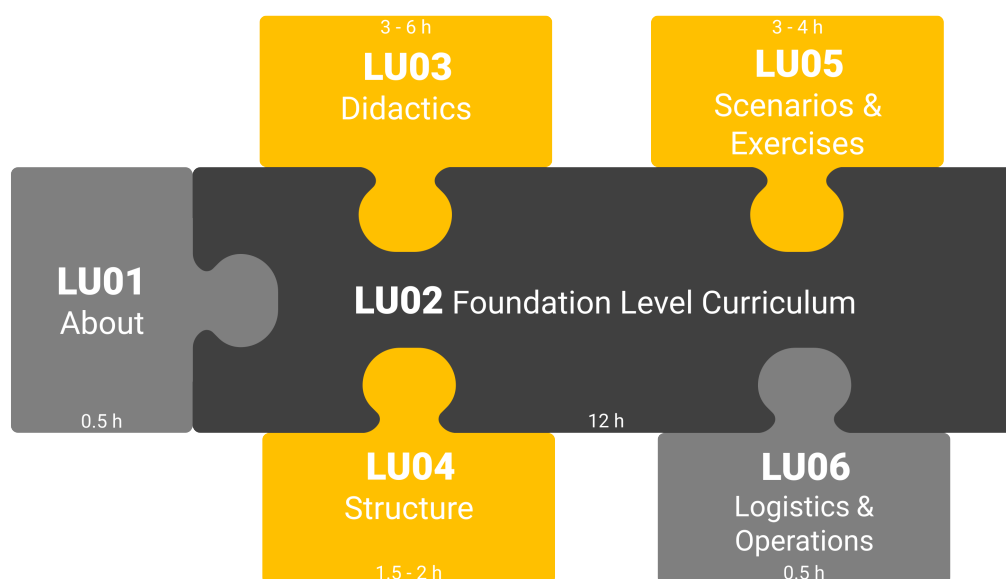 3 - 6 h
LU03
Didactics
3 - 4 h
LU05
Scenarios &
Exercises
LU01
About
0.5 h
LU02 Foundation Level Curriculum
12 h
LU04
Structure
1.5 - 2 h
LU06
Logistics &
Operations
0.5 h